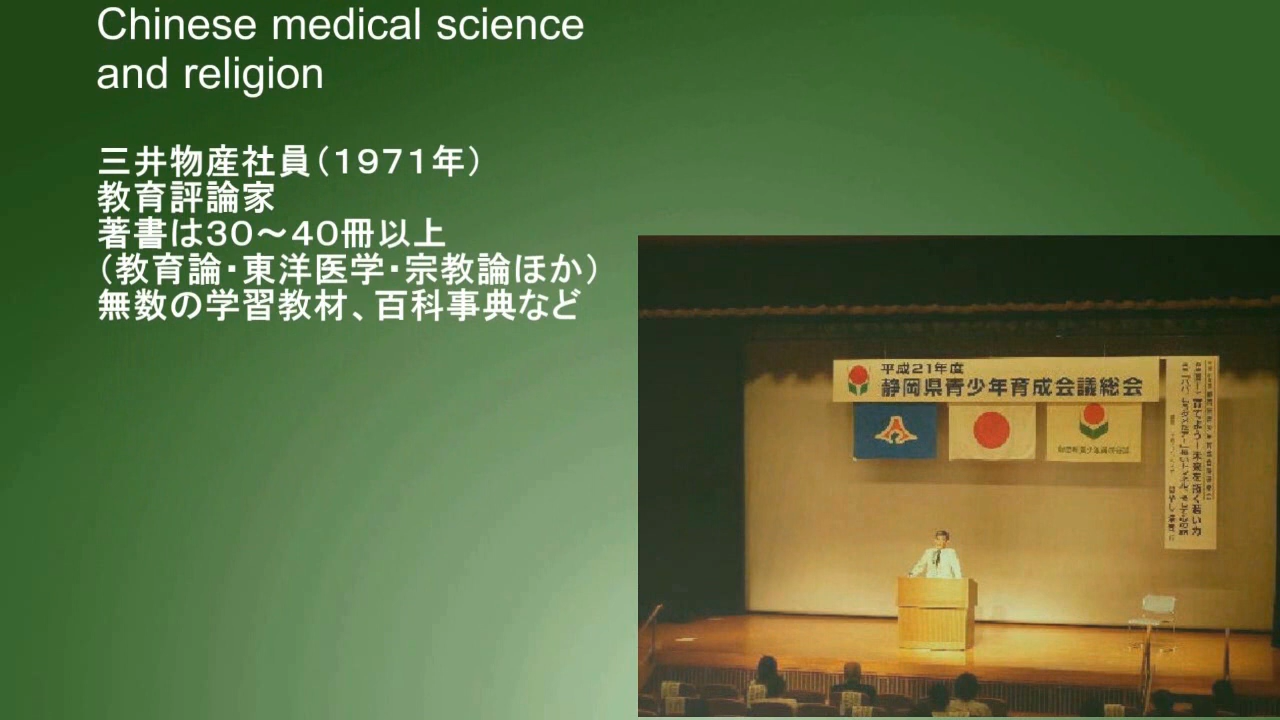 Chinese medical science
and religion
三井物産社員（１９７１年）
教育評論家
著書は３０～４０冊以上
（教育論・東洋医学・宗教論ほか）
無数の学習教材、百科事典など
平成21年度
静岡県青少年育成会議総会